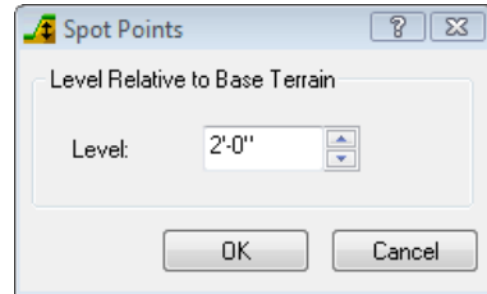 Spot Points
Level Relative to Base Terrain
Level: 2'-0"
OK Cancel